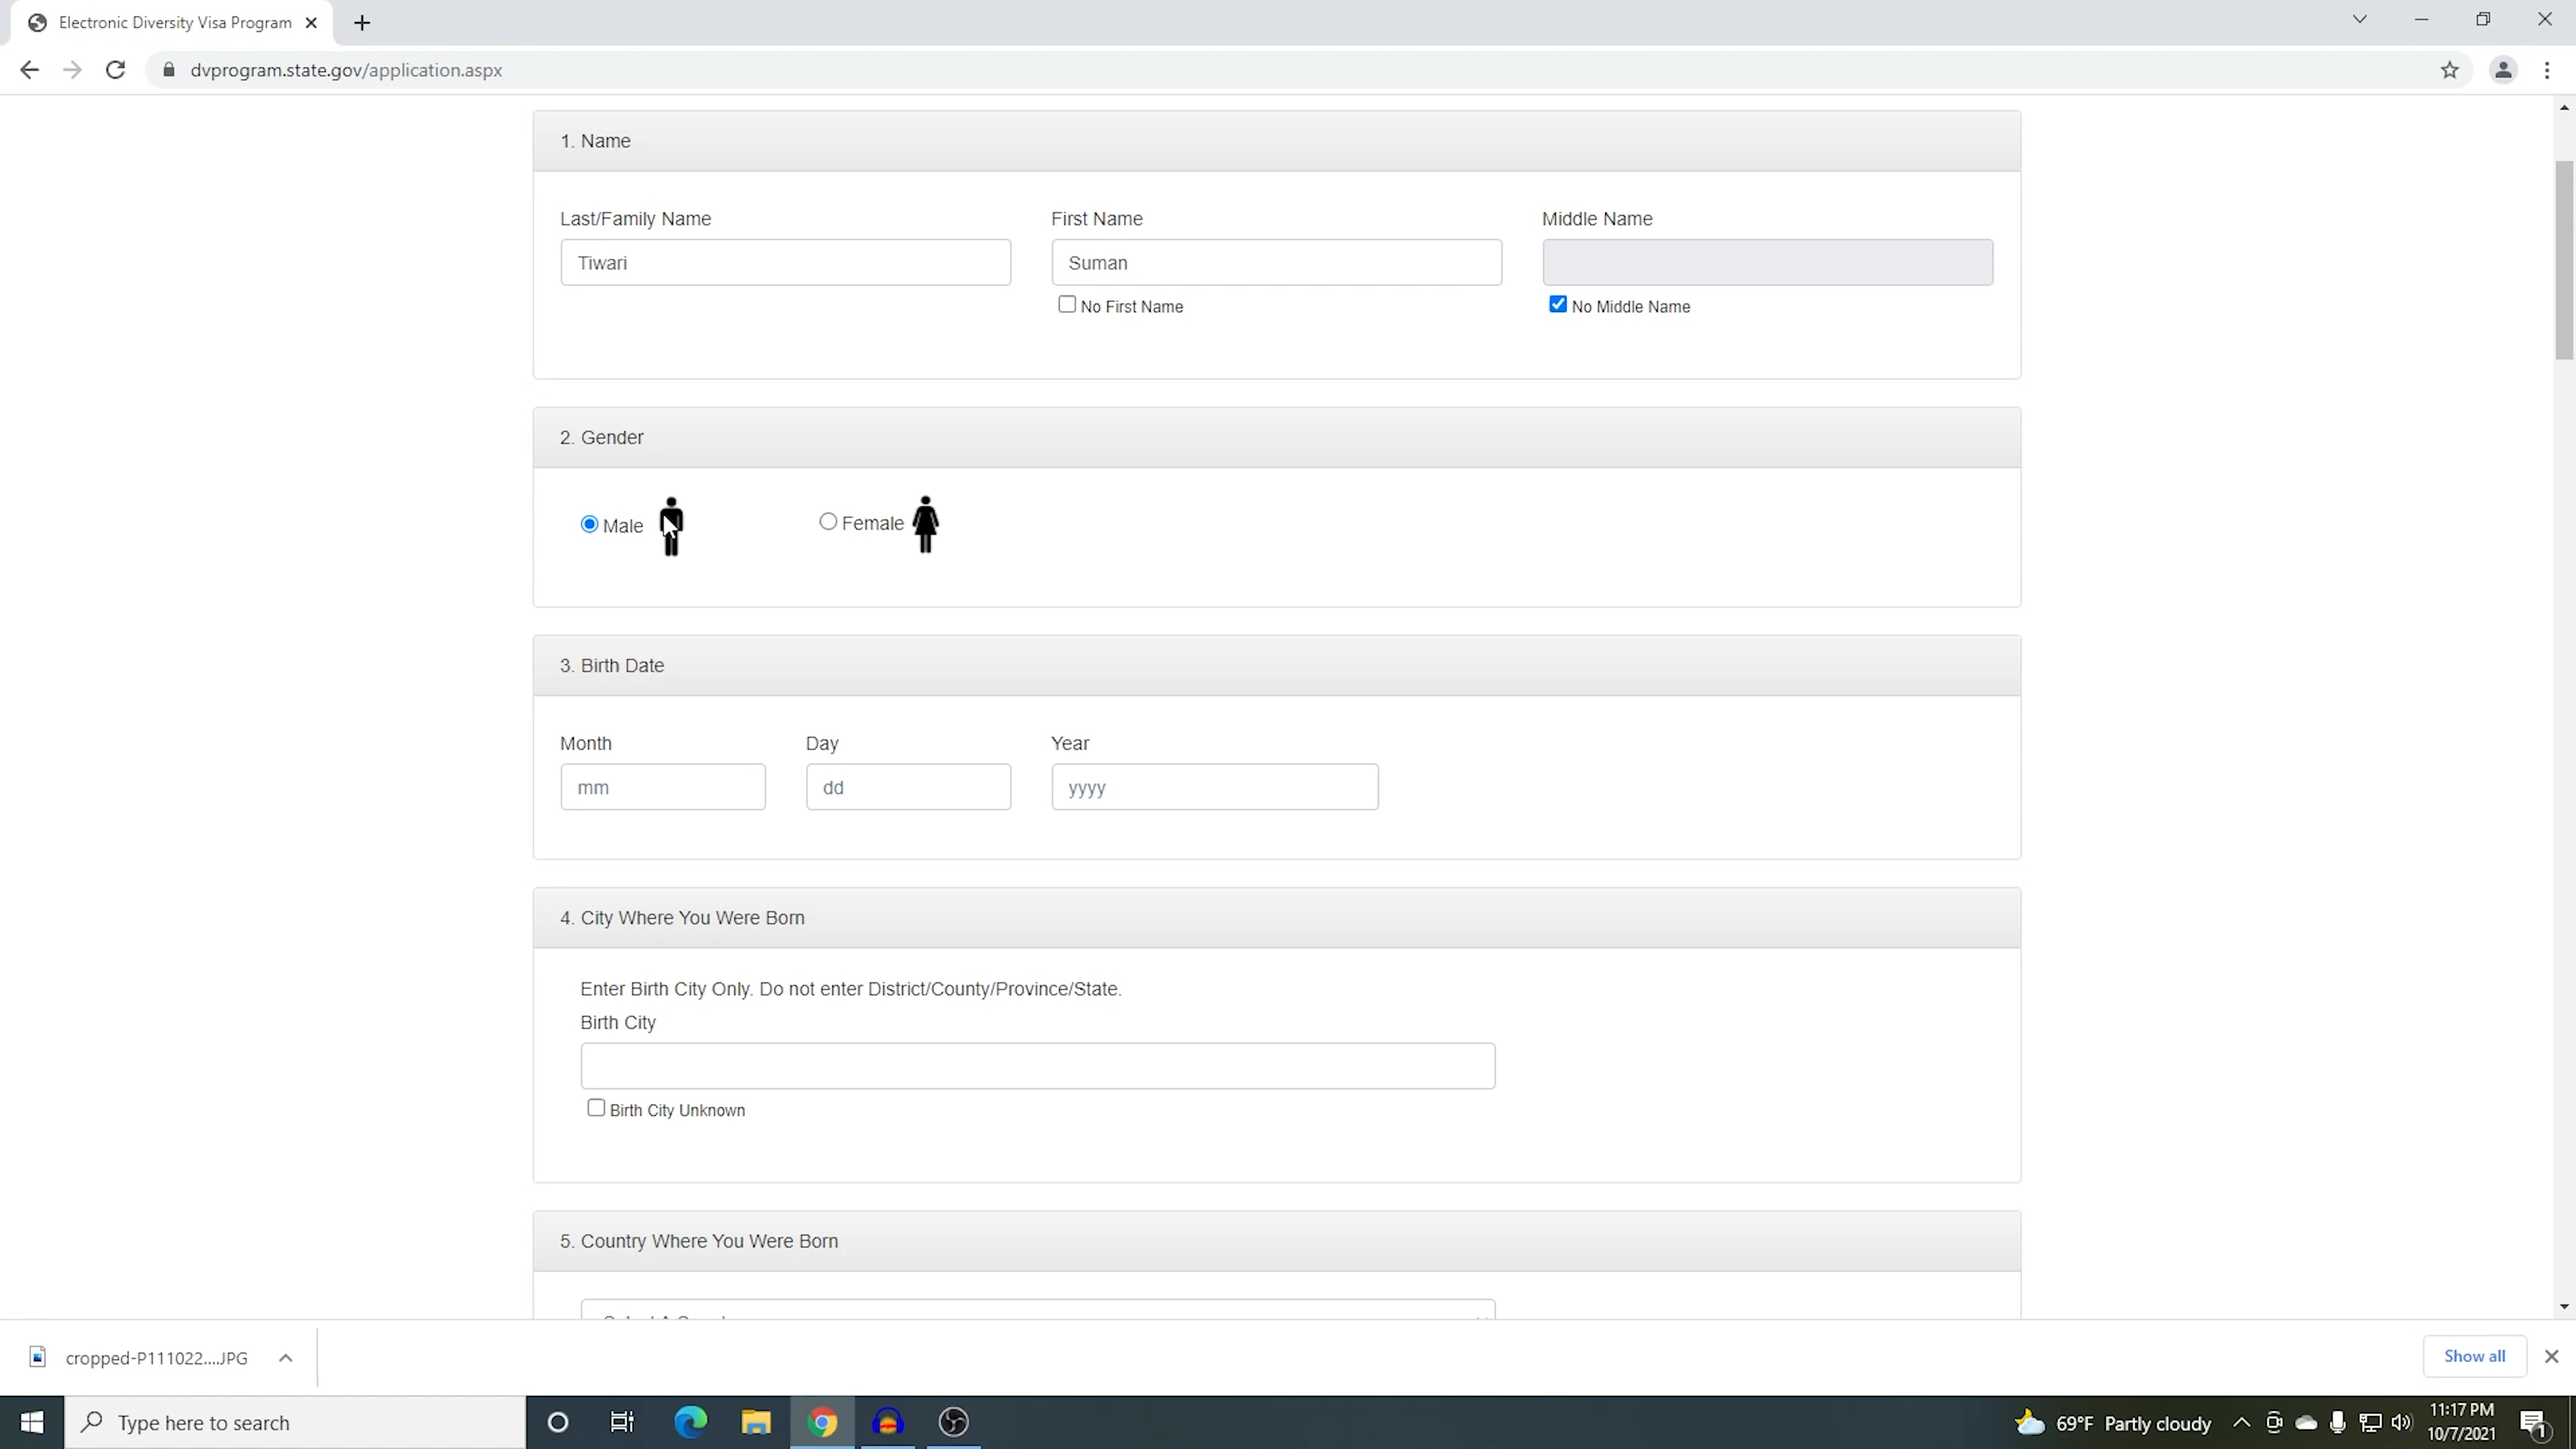 Electronic Diversity Visa Program
dvprogram.state.gov/application.aspx
1. Name
Last/Family Name First Name Middle Name
Tiwari Suman
No First Name No Middle Name
2. Gender
Male Female
3. Birth Date
Month Day Year
mm dd yyyy
4. City Where You Were Born
Enter Birth City Only. Do not enter District/County/Province/State.
Birth City
Birth City Unknown
5. Country Where You Were Born
cropped-P111022....JPG Show all
Type here to search 69°F Partly cloudy 11:17 PM
10/7/2021
1